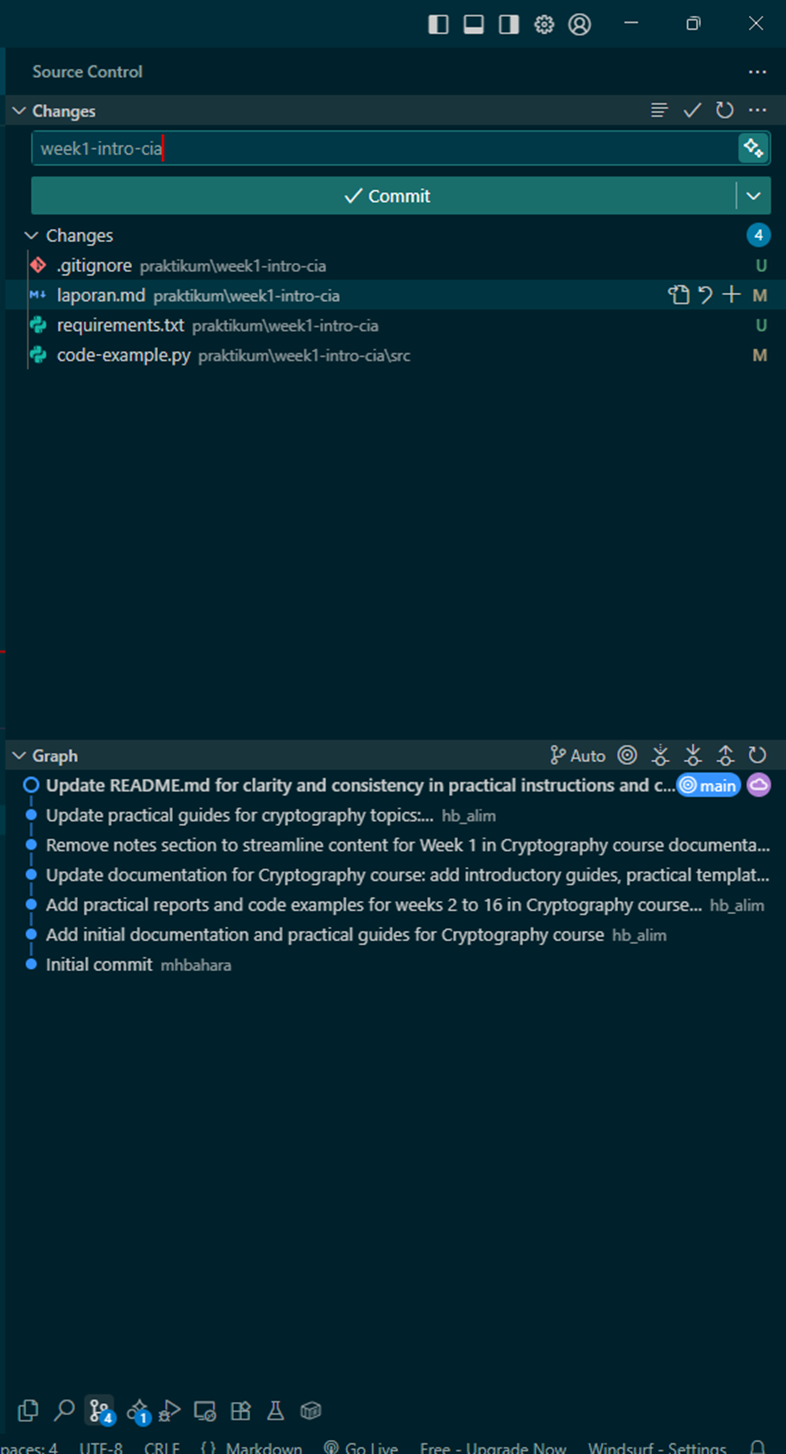 Source Control
Changes
week1-intro-cia
Commit
Changes 4
.gitignore praktikum\week1-intro-cia U
laporan.md praktikum\week1-intro-cia M
requirements.txt praktikum\week1-intro-cia U
code-example.py praktikum\week1-intro-cia\src M
Graph Auto
Update README.md for clarity and consistency in practical instructions and c... main
Update practical guides for cryptography topics:... hb_alim
Remove notes section to streamline content for Week 1 in Cryptography course documenta...
Update documentation for Cryptography course: add introductory guides, practical templat...
Add practical reports and code examples for weeks 2 to 16 in Cryptography course... hb_alim
Add initial documentation and practical guides for Cryptography course hb_alim
Initial commit mhbahara
4 1
paces: 4 UTF-8 CRLF {} Markdown Go Live Free - Upgrade Now Windsurf - Settings